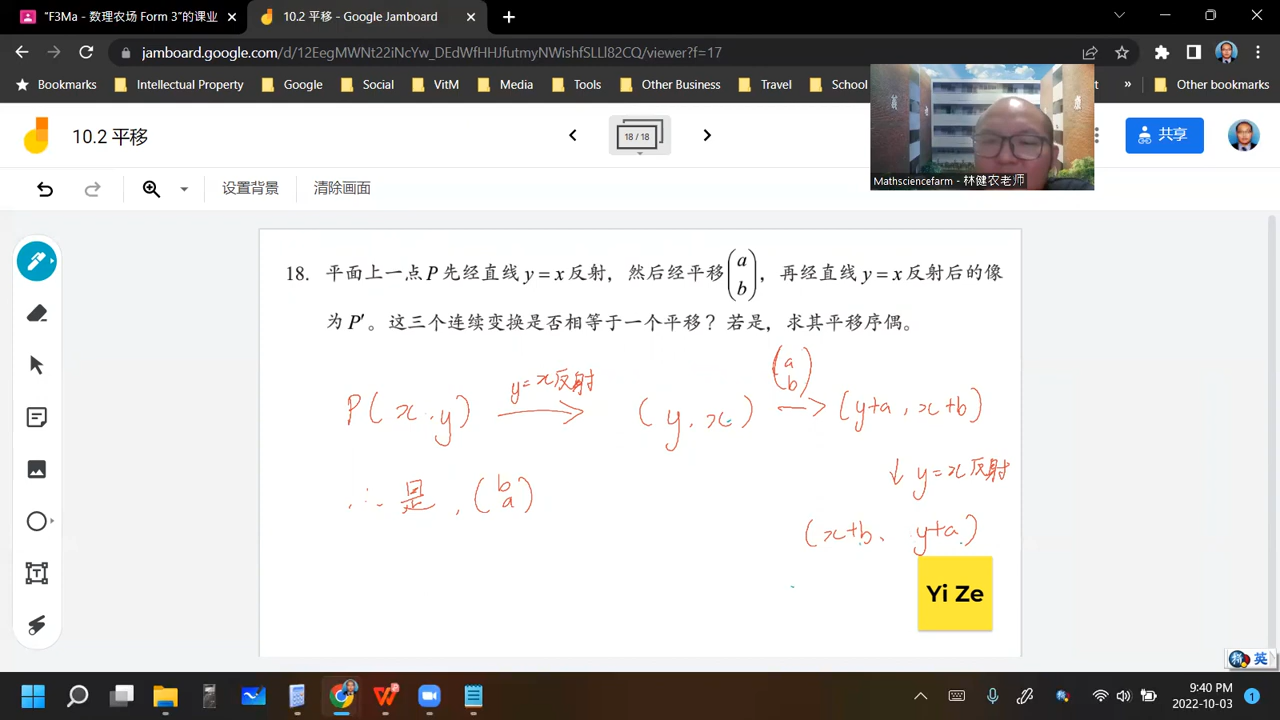 "F3Ma - 数理农场 Form 3"的课业
10.2 平移 - Google Jamboard
jamboard.google.com/d/12EegMWNt22iNcYw_DEdWfHHJfutmyNWishfSLLl82CQ/viewer?f=17
Bookmarks Intellectual Property Google Social VitM Media Tools Other Business Travel School » Other bookmarks
10.2 平移
18 / 18
共享
Mathsciencefarm - 林健农老师
设置背景 清除画面
18. 平面上一点 P 先经直线 y = x 反射，然后经平移 (a b)，再经直线 y = x 反射后的像
为 P'。这三个连续变换是否相等于一个平移？若是，求其平移序偶。
P(x,y) y=x反射 (y,x) (a b) (y+a, x+b)
↓ y=x反射
∴ 是, (b a)
(x+b, y+a)
Yi Ze
英
9:40 PM
2022-10-03
1